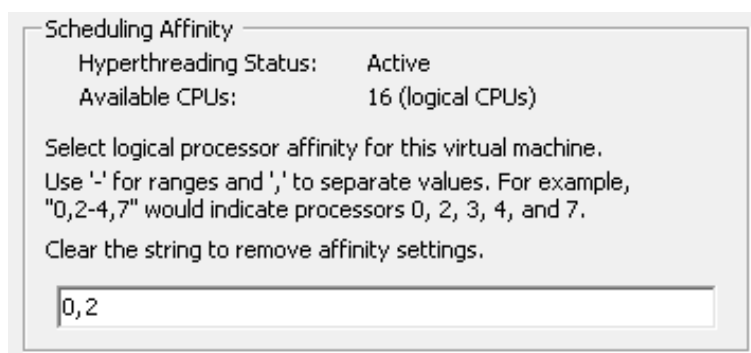 Scheduling Affinity
Hyperthreading Status: Active
Available CPUs: 16 (logical CPUs)
Select logical processor affinity for this virtual machine.
Use '-' for ranges and ',' to separate values. For example,
"0,2-4,7" would indicate processors 0, 2, 3, 4, and 7.
Clear the string to remove affinity settings.
0,2